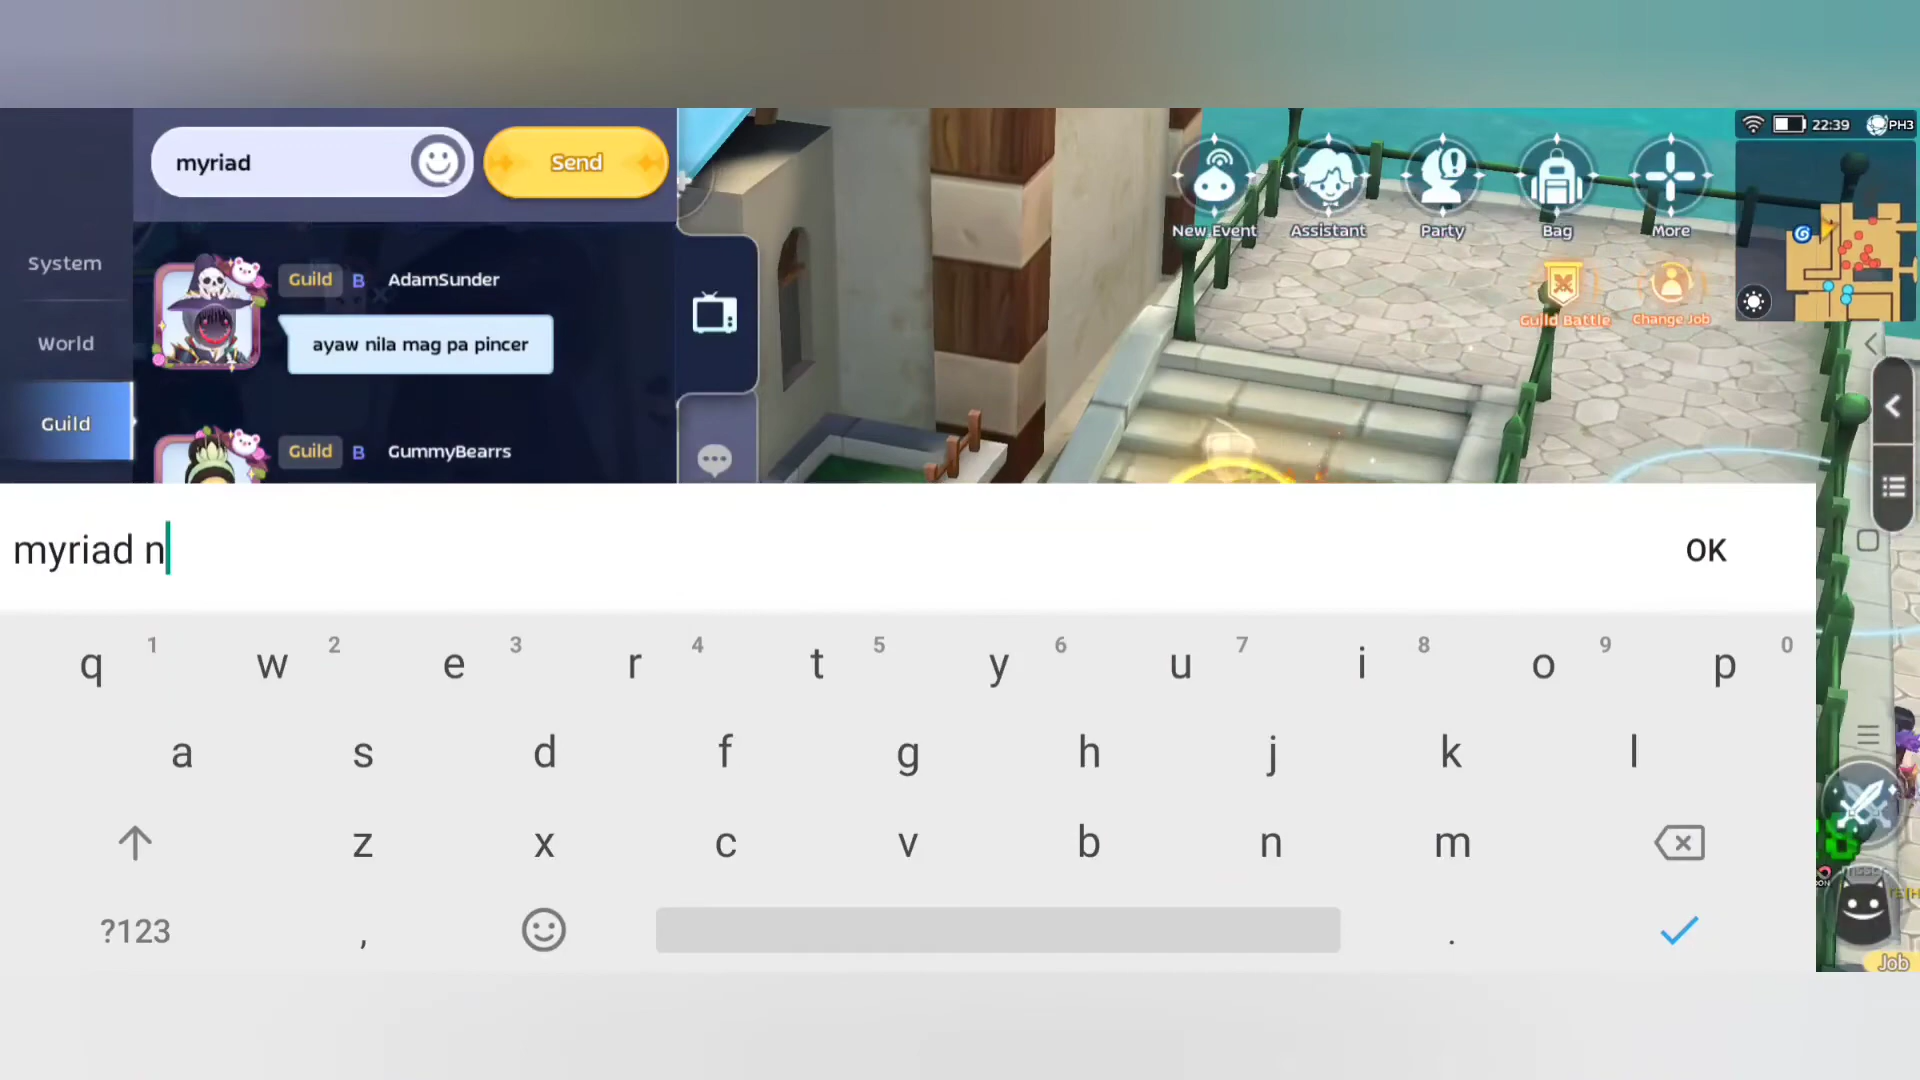 22:39
PH3
myriad
Send
New Event
Assistant
Party
Bag
More
System
Guild B AdamSunder
Guild Battle
Change Job
World
ayaw nila mag pa pincer
Guild
Guild B GummyBearrs
myriad n
OK
q 1 w 2 e 3 r 4 t 5 y 6 u 7 i 8 o 9 p 0
a s d f g h j k l
z x c v b n m
?123 , .
Job